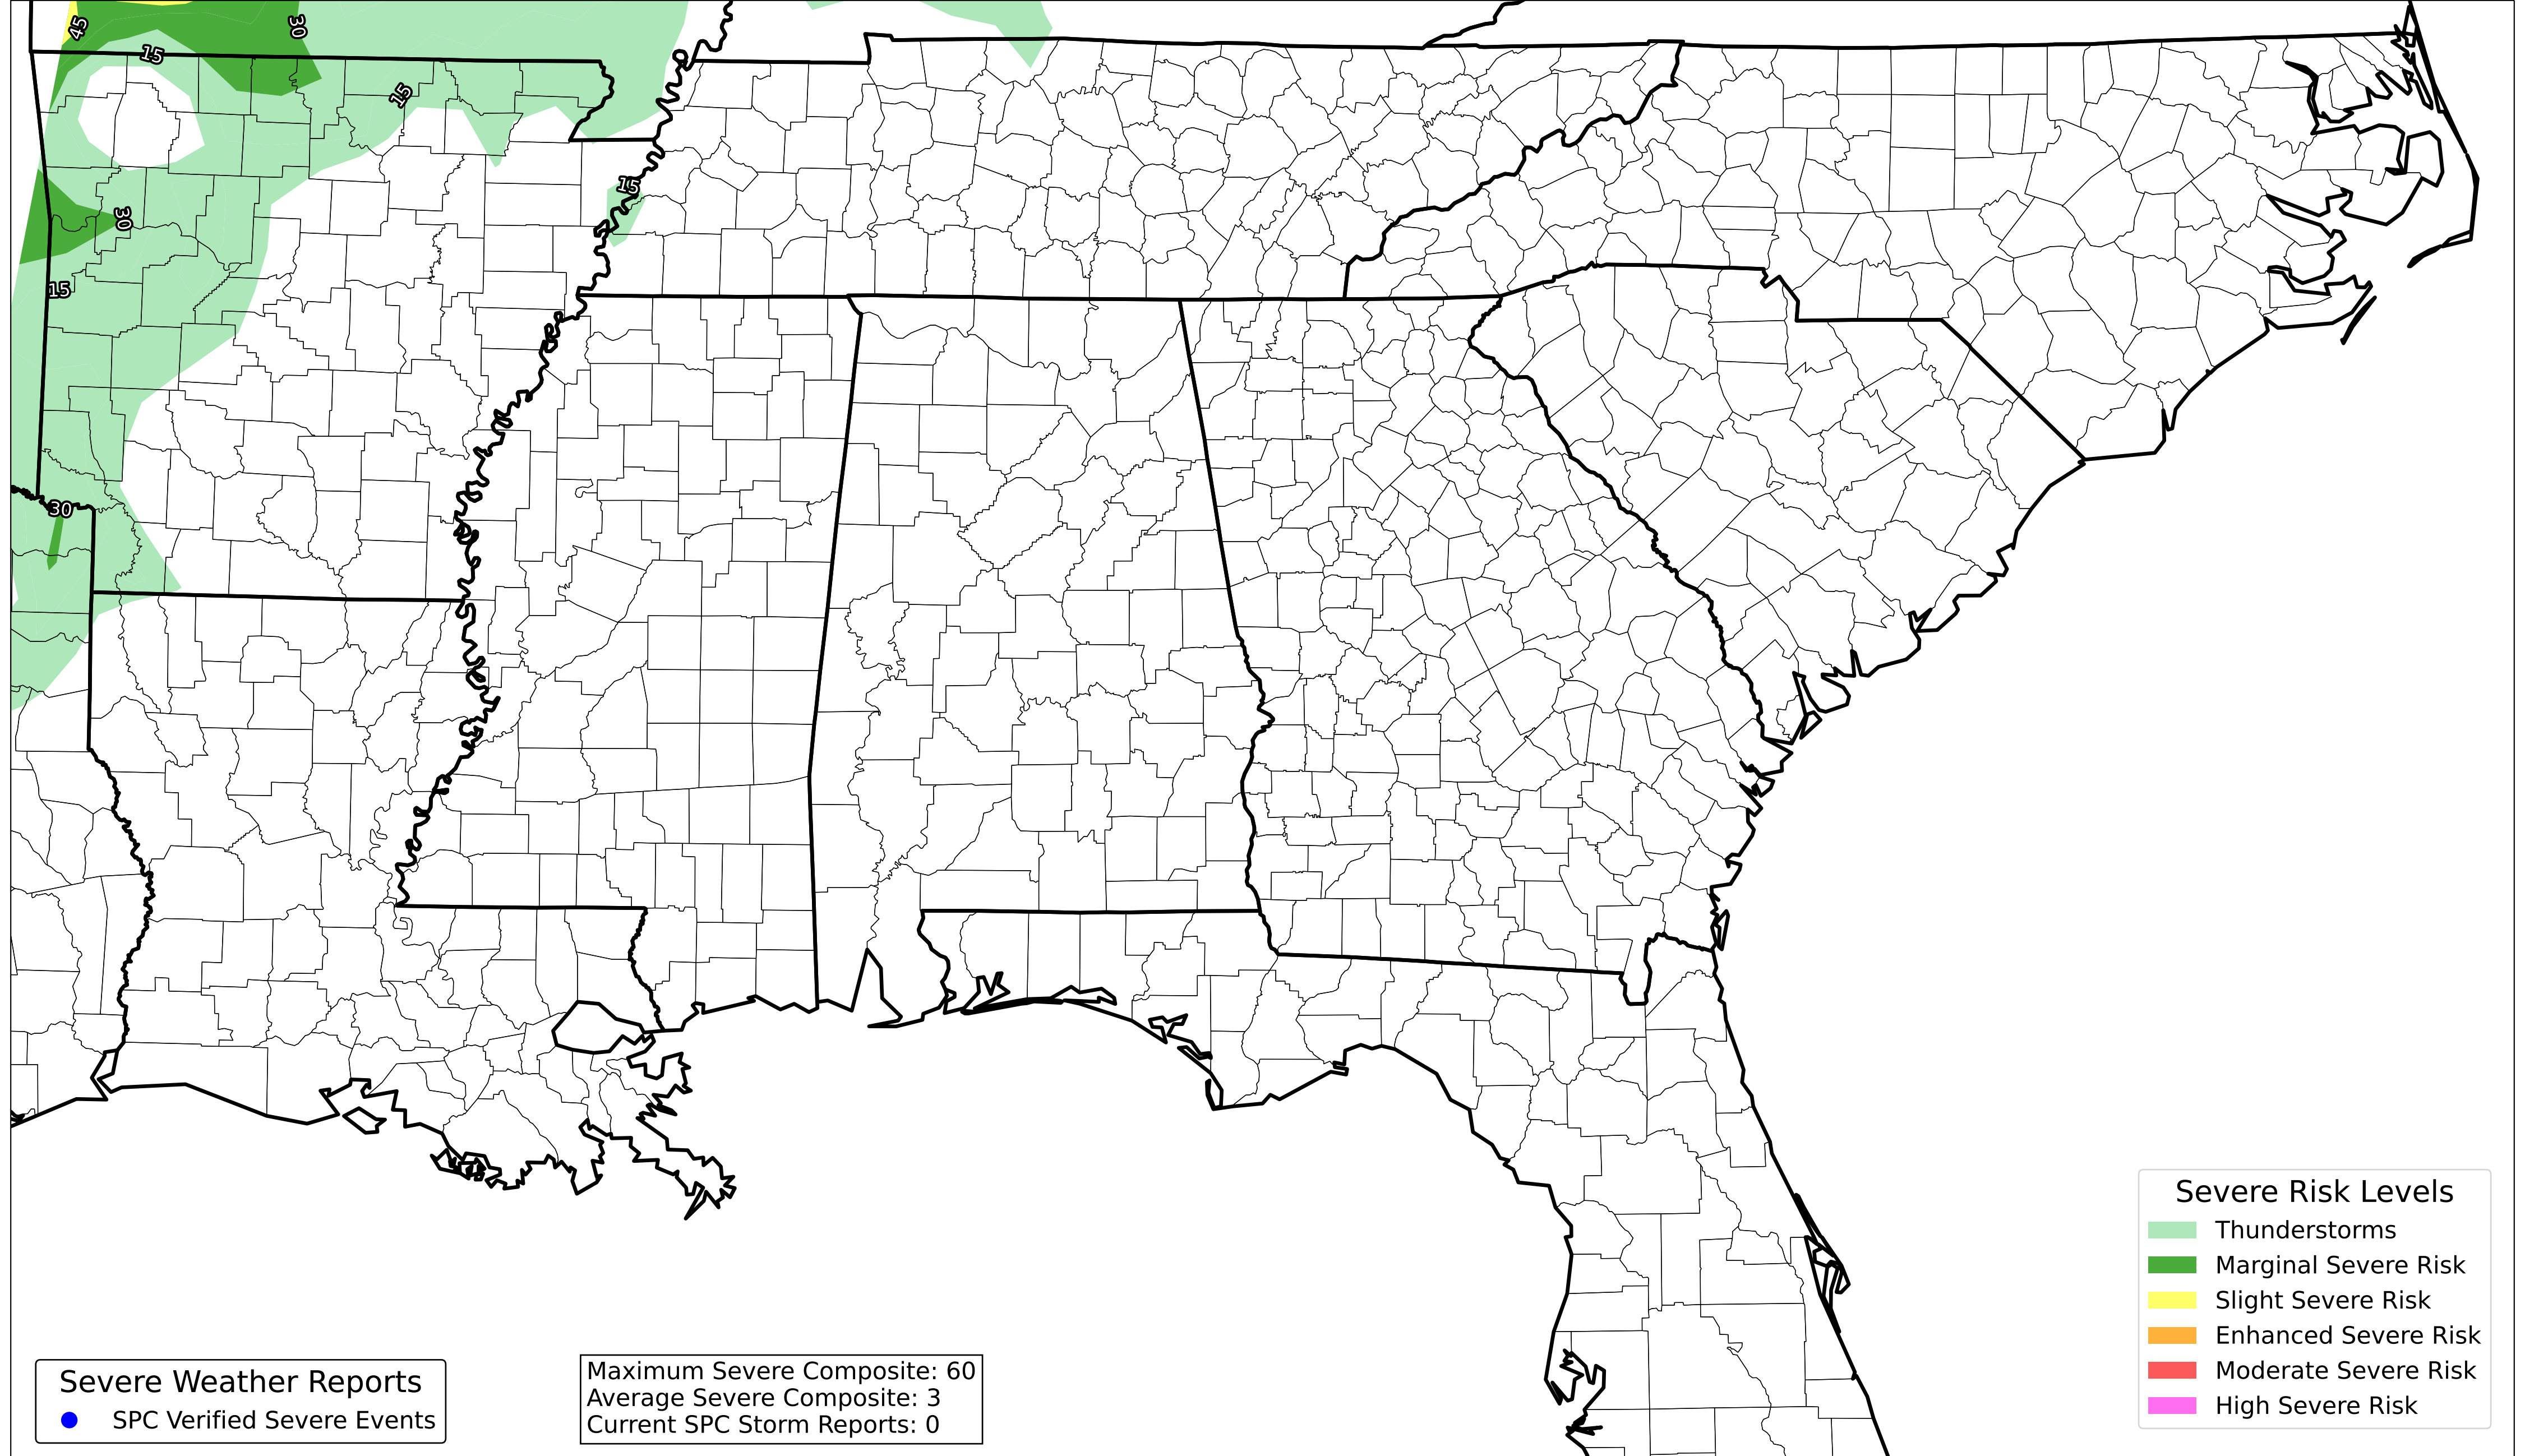 45
30
15
15
15
30
15
30
Severe Risk Levels
Thunderstorms
Marginal Severe Risk
Slight Severe Risk
Enhanced Severe Risk
Moderate Severe Risk
High Severe Risk
Severe Weather Reports
SPC Verified Severe Events
Maximum Severe Composite: 60
Average Severe Composite: 3
Current SPC Storm Reports: 0